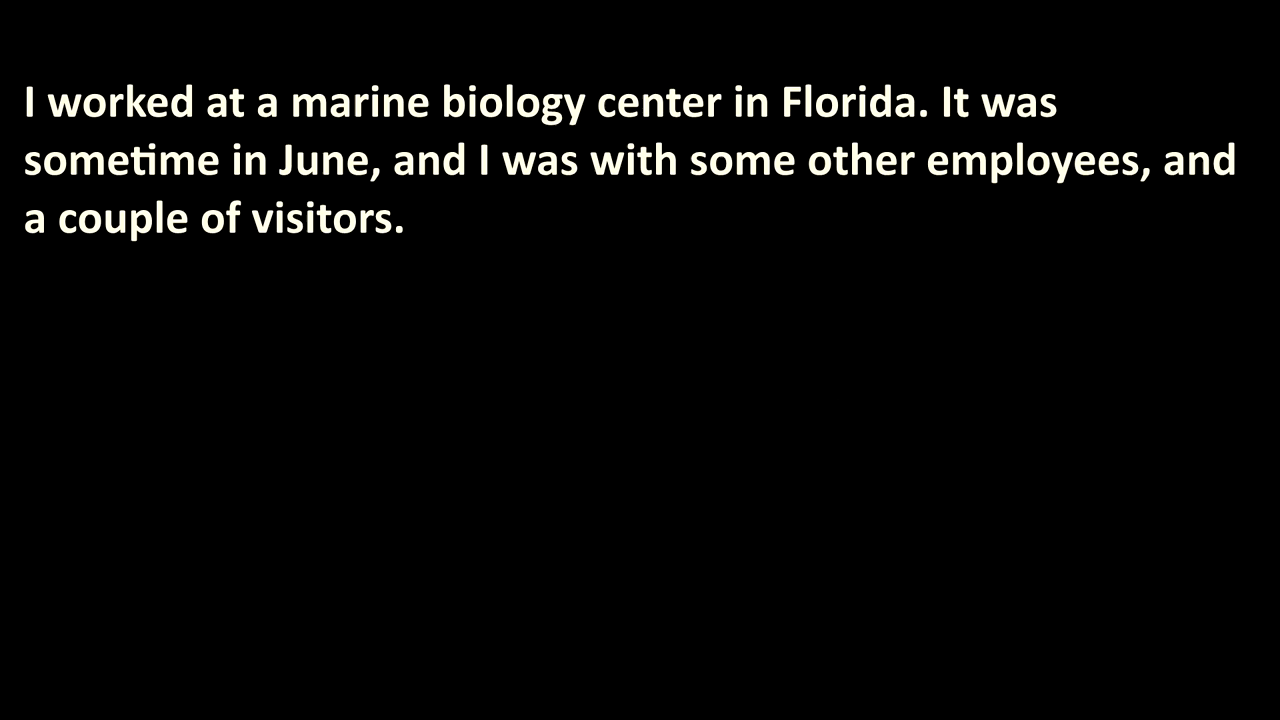 I worked at a marine biology center in Florida. It was
sometime in June, and I was with some other employees, and
a couple of visitors.